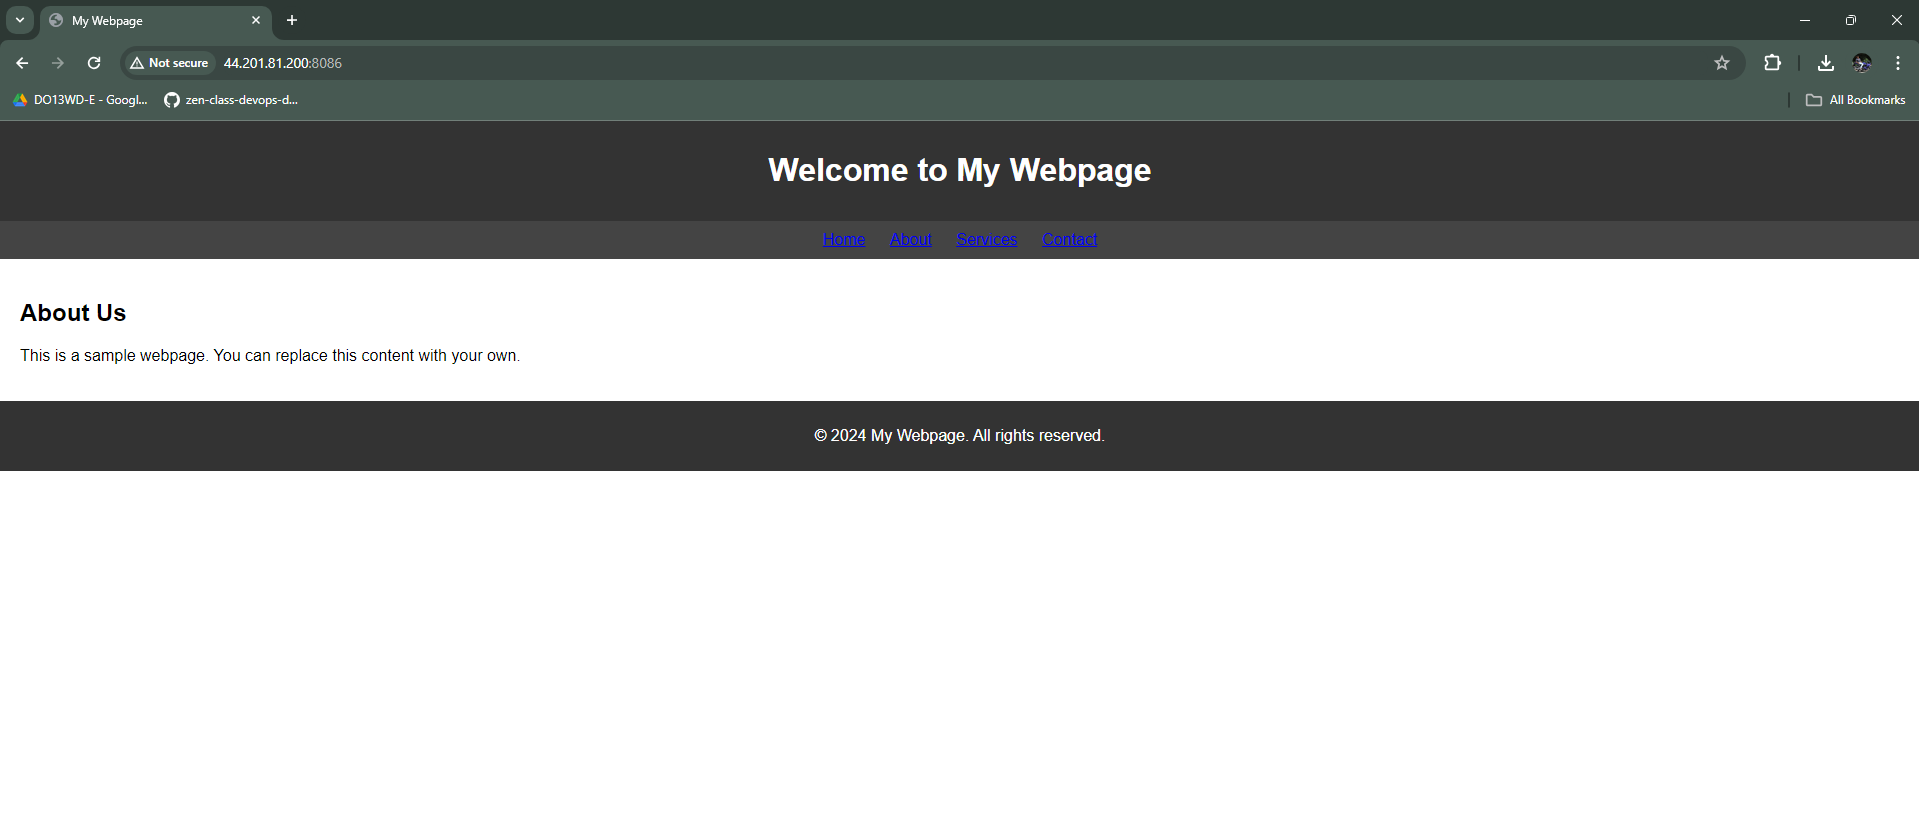 My Webpage
Not secure 44.201.81.200:8086
DO13WD-E - Googl... zen-class-devops-d... All Bookmarks
Welcome to My Webpage
Home About Services Contact
About Us
This is a sample webpage. You can replace this content with your own.
© 2024 My Webpage. All rights reserved.